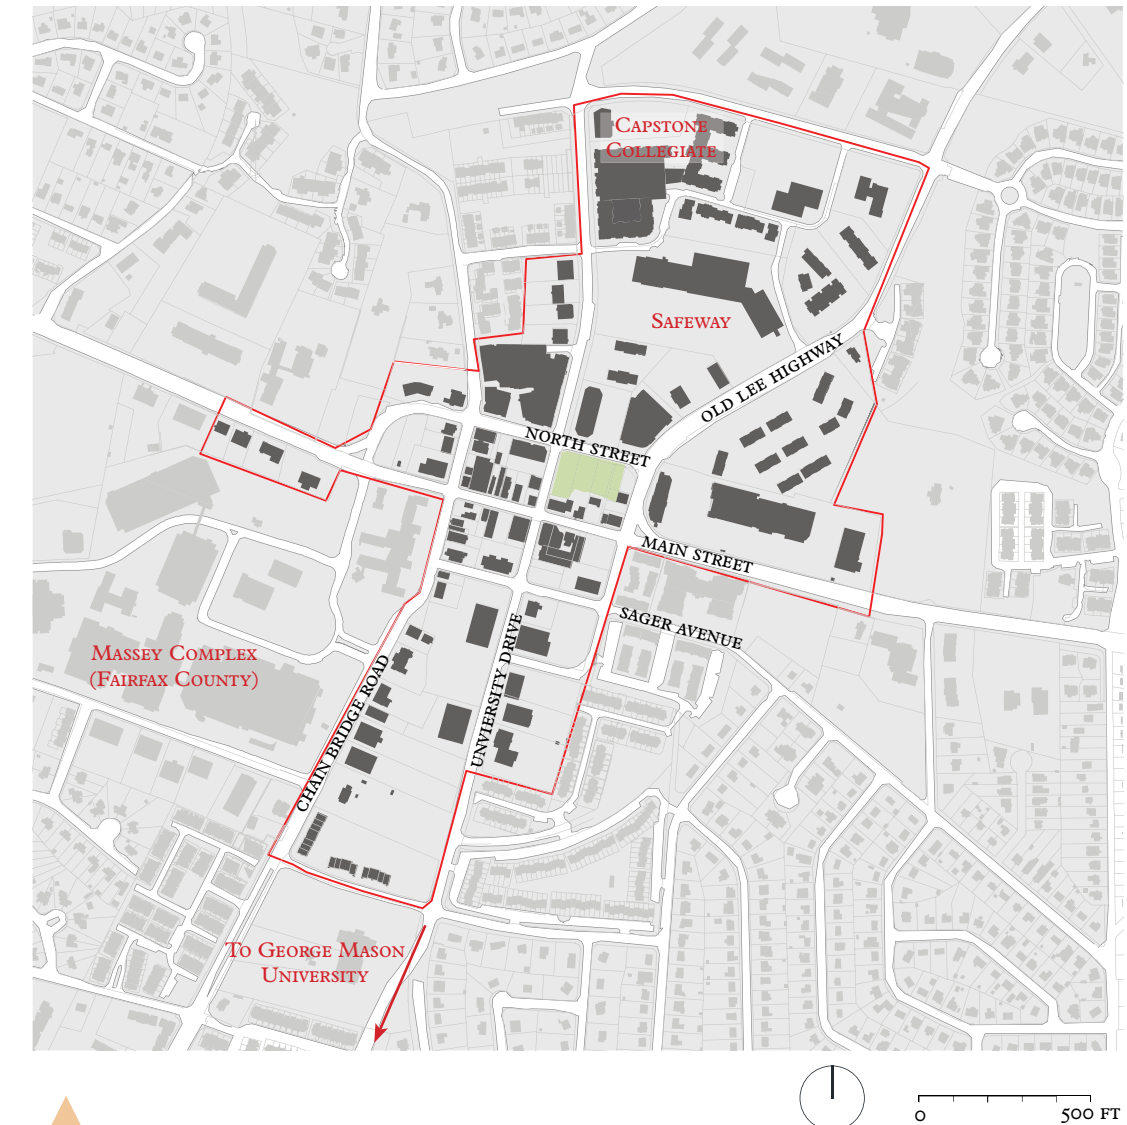 Capstone
Collegiate
Safeway
OLD LEE HIGHWAY
NORTH STREET
MAIN STREET
SAGER AVENUE
Massey Complex
(Fairfax County)
UNVIERSITY DRIVE
CHAIN BRIDGE ROAD
To George Mason
University
0 500 FT